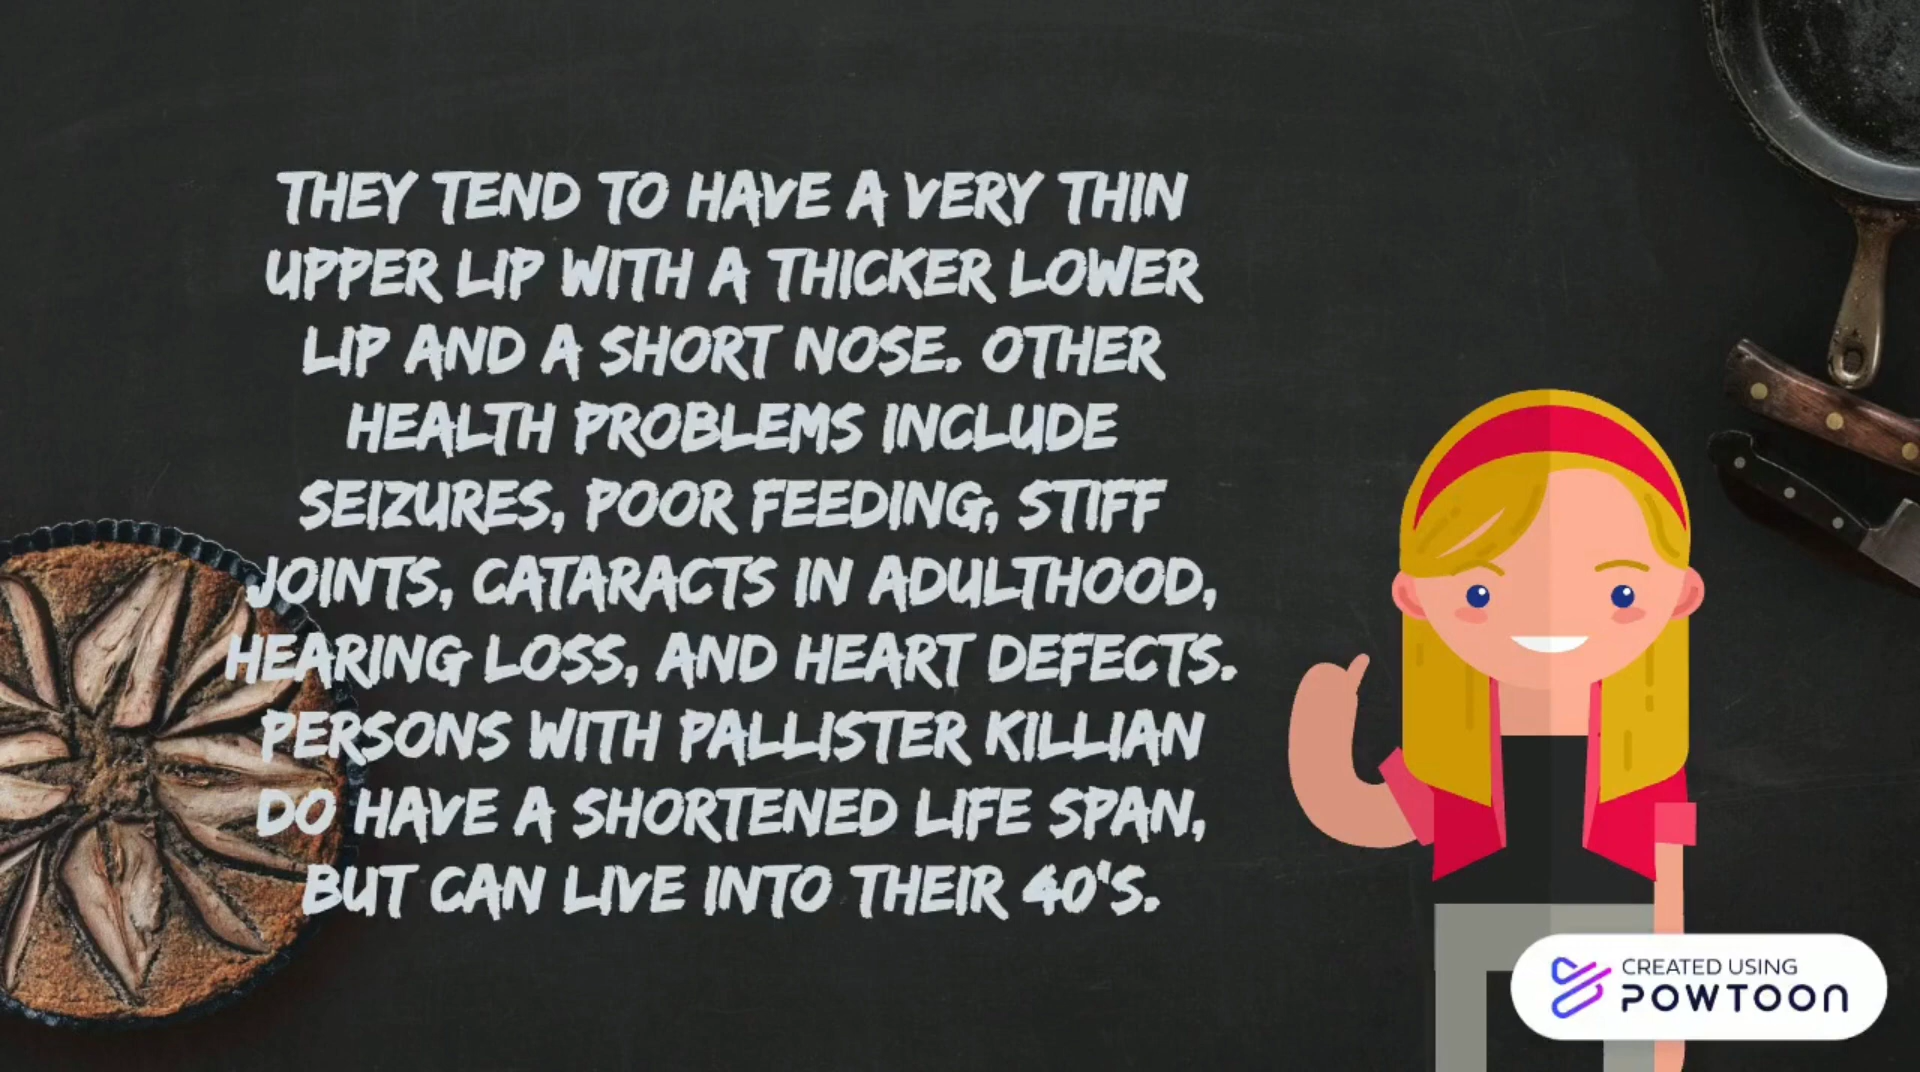 THEY TEND TO HAVE A VERY THIN
UPPER LIP WITH A THICKER LOWER
LIP AND A SHORT NOSE. OTHER
HEALTH PROBLEMS INCLUDE
SEIZURES, POOR FEEDING, STIFF
JOINTS, CATARACTS IN ADULTHOOD,
HEARING LOSS, AND HEART DEFECTS.
PERSONS WITH PALLISTER KILLIAN
DO HAVE A SHORTENED LIFE SPAN,
BUT CAN LIVE INTO THEIR 40'S.
CREATED USING
POWTOON